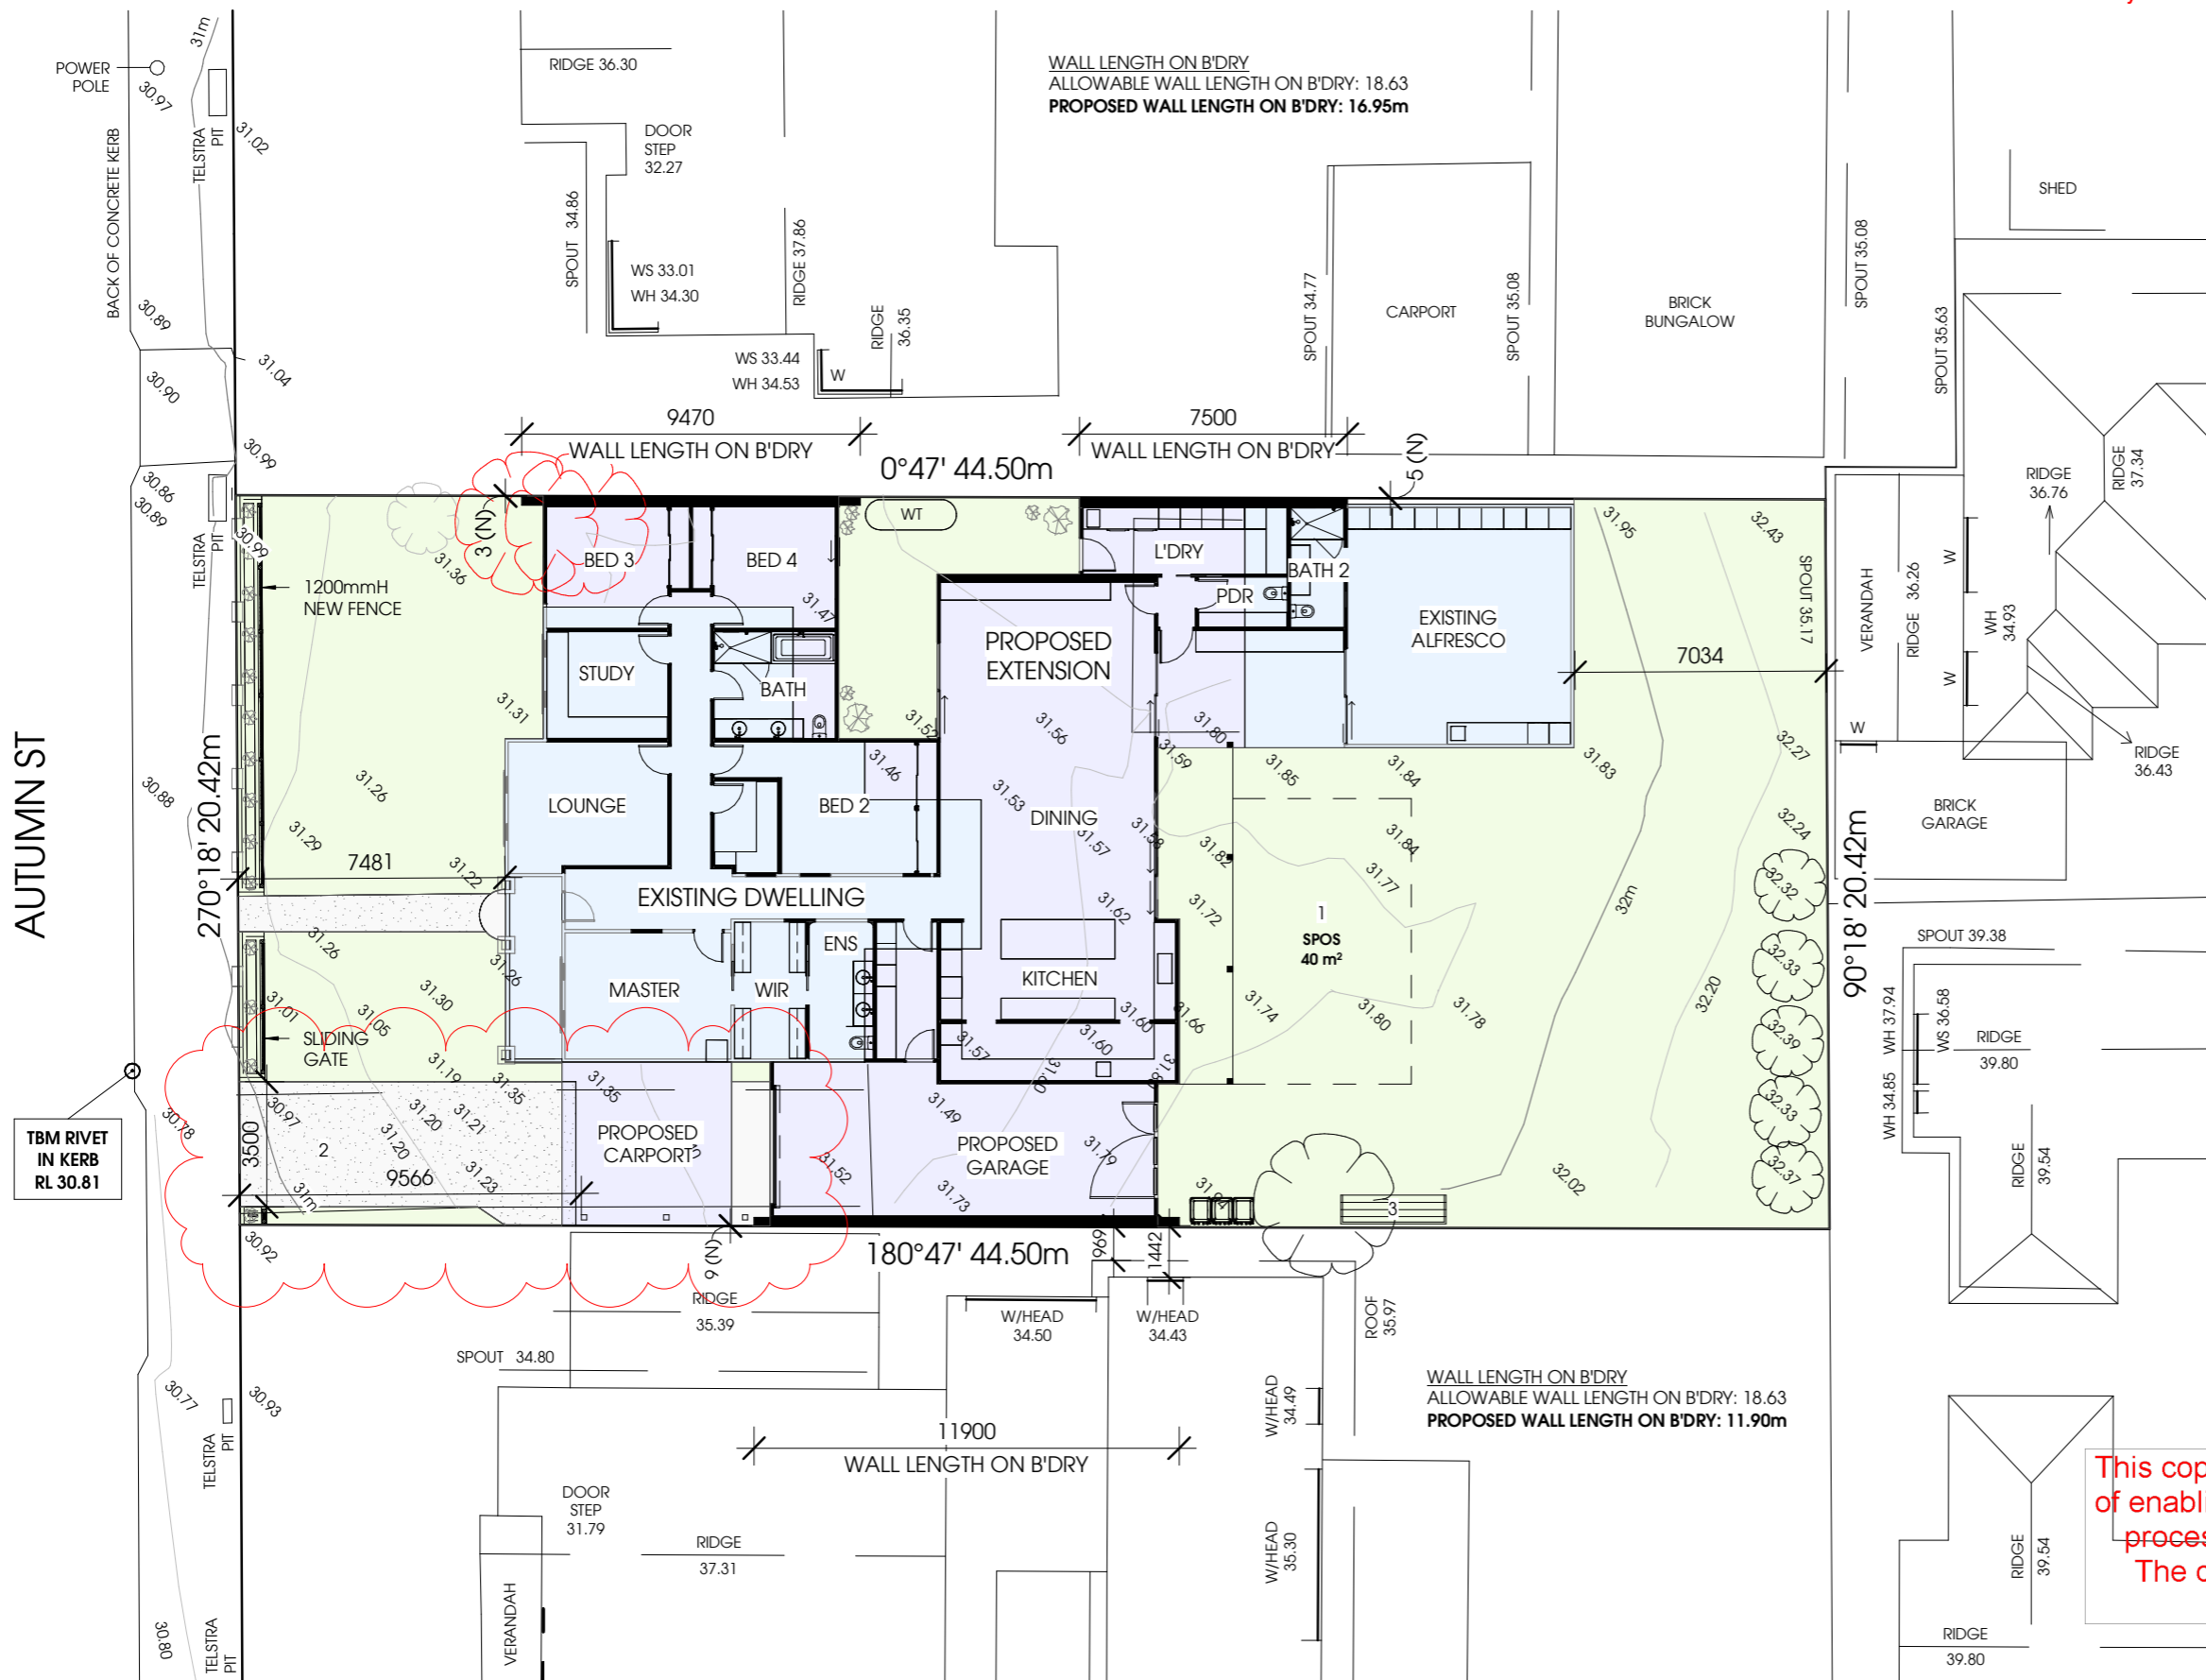 POWER
POLE
30.97
31m
TELSTRA
PIT
31.02
BACK OF CONCRETE KERB
30.89
30.90
31.04
30.99
30.86
30.89
TELSTRA
PIT
RIDGE 36.30
DOOR
STEP
32.27
SPOUT 34.86
WS 33.01
WH 34.30
RIDGE 37.86
WS 33.44
WH 34.53
W
RIDGE
36.35
WALL LENGTH ON B'DRY
ALLOWABLE WALL LENGTH ON B'DRY: 18.63
PROPOSED WALL LENGTH ON B'DRY: 16.95m
SPOUT 34.77
CARPORT
SPOUT 35.08
BRICK
BUNGALOW
SPOUT 35.08
SHED
SPOUT 35.63
RIDGE
36.76
RIDGE
37.34
9470
WALL LENGTH ON B'DRY
0°47' 44.50m
7500
WALL LENGTH ON B'DRY
5 (N)
3 (N)
30.99
31.36
1200mmH
NEW FENCE
BED 3
BED 4
31.47
WT
L'DRY
BATH 2
PDR
EXISTING
ALFRESCO
31.95
32.43
SPOUT 35.17
VERANDAH
RIDGE 36.26
W
WH
34.93
W
W
7034
STUDY
BATH
31.31
PROPOSED
EXTENSION
31.52
31.56
31.80
31.59
31.85
31.84
31.83
32.27
RIDGE
36.43
AUTUMN ST
270°18' 20.42m
30.88
31.26
31.29
7481
31.22
LOUNGE
BED 2
31.46
31.53
DINING
31.57
31.58
31.82
31.84
31.77
31.72
31.62
32m
32.24
BRICK
GARAGE
32.32
90°18' 20.42m
EXISTING DWELLING
31.26
31.26
31.30
MASTER
WIR
ENS
KITCHEN
1
SPOS
40 m²
31.74
31.80
31.78
32.20
32.33
32.39
32.33
32.37
31.60
31.66
31.60
31.57
31.60
SPOUT 39.38
WH 37.94
WS 36.58
WH 34.85
RIDGE
39.80
RIDGE
39.54
31.01
31.05
SLIDING
GATE
31.19
31.35
31.35
TBM RIVET
IN KERB
RL 30.81
30.78
30.97
3500
31.20
31.21
31.20
2
9566
31.23
31m
30.92
PROPOSED
CARPORT
31.52
31.49
PROPOSED
GARAGE
31.73
31.79
31.94
3
32.02
180°47' 44.50m
9 (N)
969
1442
RIDGE
35.39
SPOUT 34.80
W/HEAD
34.50
W/HEAD
34.43
ROOF
35.97
WALL LENGTH ON B'DRY
ALLOWABLE WALL LENGTH ON B'DRY: 18.63
PROPOSED WALL LENGTH ON B'DRY: 11.90m
W/HEAD
34.49
W/HEAD
35.30
11900
WALL LENGTH ON B'DRY
30.77
30.93
TELSTRA
PIT
DOOR
STEP
31.79
RIDGE
37.31
VERANDAH
30.80
TELSTRA
PIT
RIDGE
39.54
RIDGE
39.80
This cop
of enabli
proces
The c